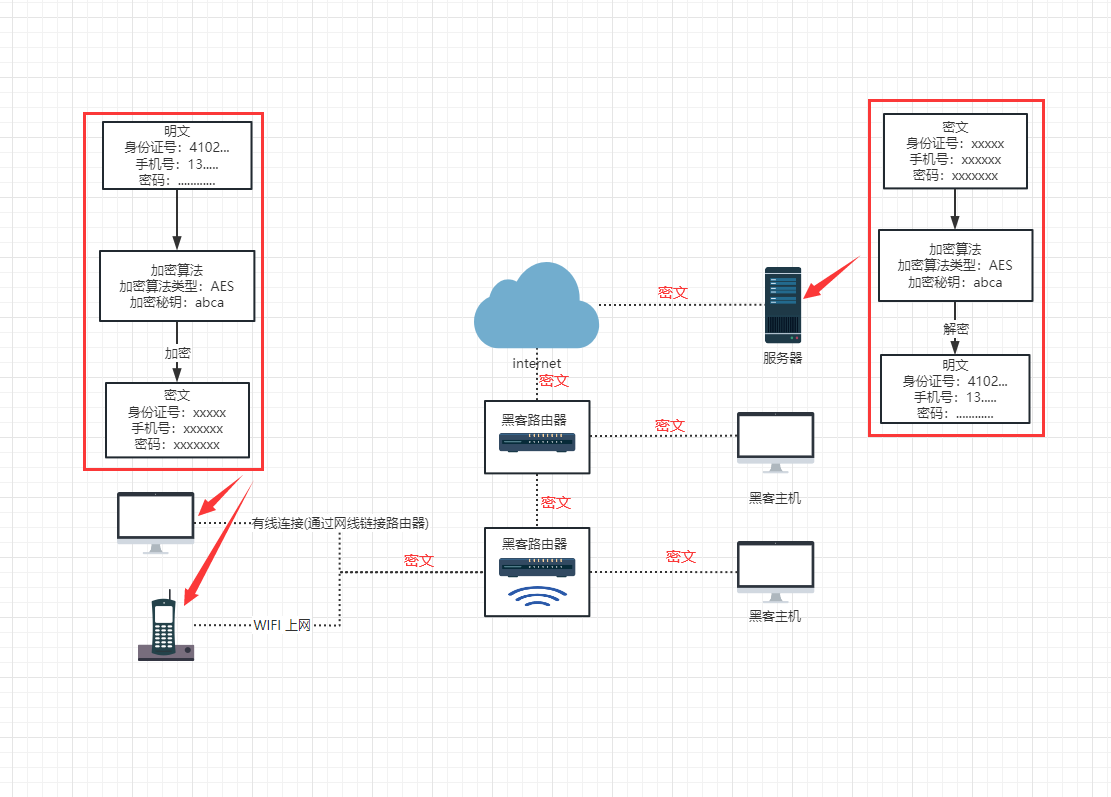 明文
身份证号：4102...
手机号：13.....
密码：............
加密算法
加密算法类型：AES
加密秘钥：abca
加密
密文
身份证号：xxxxx
手机号：xxxxxx
密码：xxxxxxx
密文
身份证号：xxxxx
手机号：xxxxxx
密码：xxxxxxx
加密算法
加密算法类型：AES
加密秘钥：abca
解密
明文
身份证号：4102...
手机号：13.....
密码：............
密文
服务器
internet
密文
黑客路由器
密文
黑客主机
密文
有线连接(通过网线链接路由器)
黑客路由器
密文
密文
黑客主机
WIFI 上网